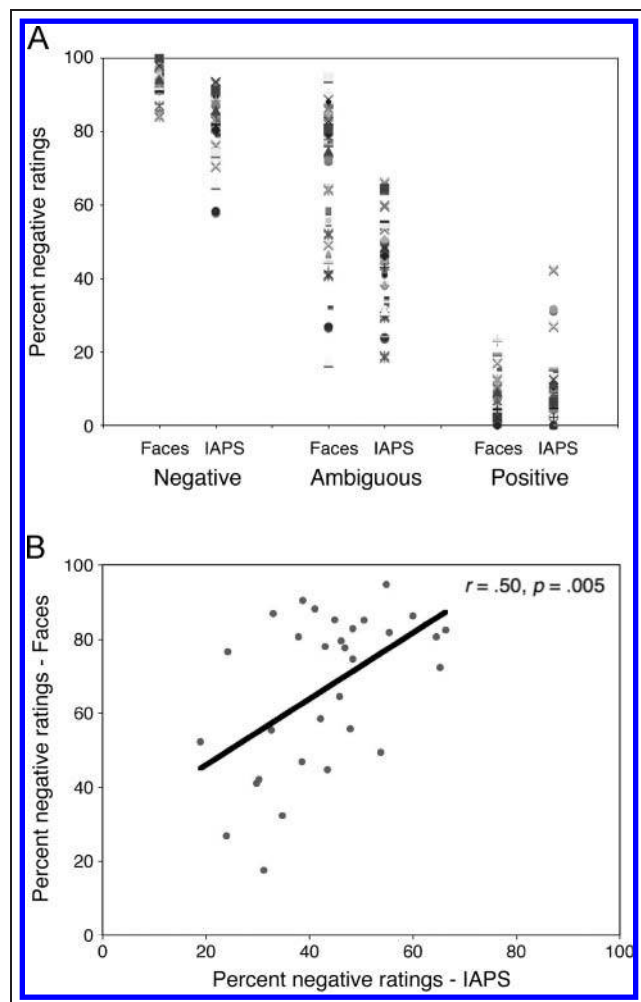 A
100
80
60
40
20
0
Percent negative ratings
Faces IAPS Faces IAPS Faces IAPS
Negative Ambiguous Positive
B
100
80
60
40
20
0
Percent negative ratings - Faces
r = .50, p = .005
0 20 40 60 80 100
Percent negative ratings - IAPS